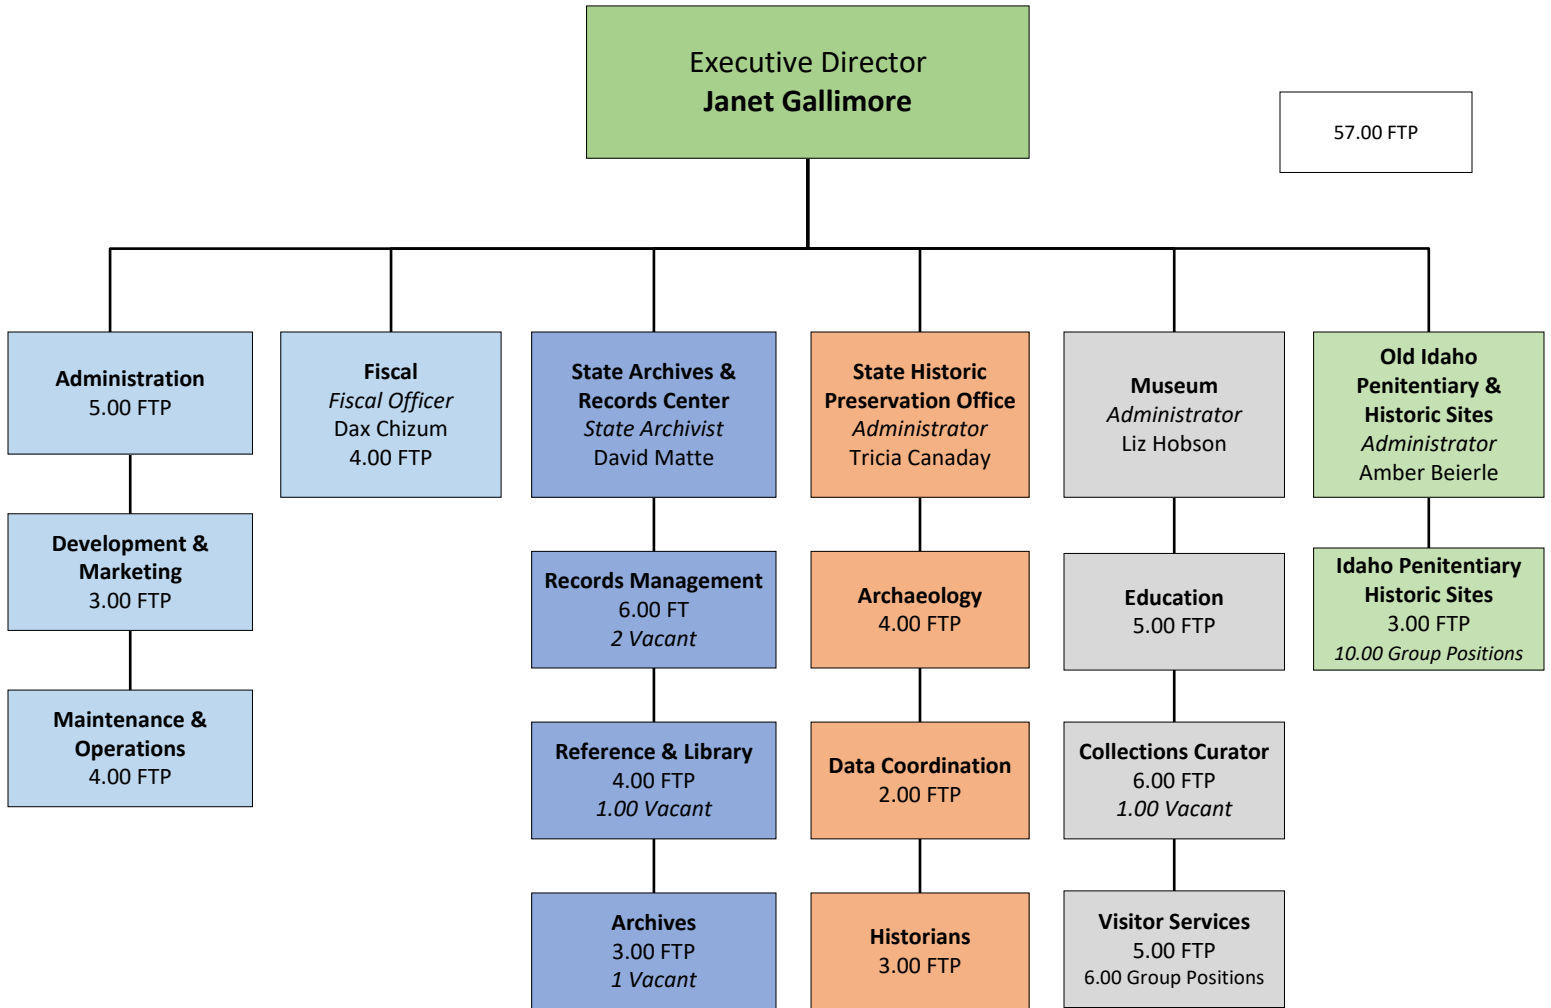 Executive Director
Janet Gallimore
57.00 FTP
Administration
5.00 FTP
Fiscal
Fiscal Officer
Dax Chizum
4.00 FTP
State Archives &
Records Center
State Archivist
David Matte
State Historic
Preservation Office
Administrator
Tricia Canaday
Museum
Administrator
Liz Hobson
Old Idaho
Penitentiary &
Historic Sites
Administrator
Amber Beierle
Development &
Marketing
3.00 FTP
Records Management
6.00 FT
2 Vacant
Archaeology
4.00 FTP
Education
5.00 FTP
Idaho Penitentiary
Historic Sites
3.00 FTP
10.00 Group Positions
Maintenance &
Operations
4.00 FTP
Reference & Library
4.00 FTP
1.00 Vacant
Data Coordination
2.00 FTP
Collections Curator
6.00 FTP
1.00 Vacant
Archives
3.00 FTP
1 Vacant
Historians
3.00 FTP
Visitor Services
5.00 FTP
6.00 Group Positions